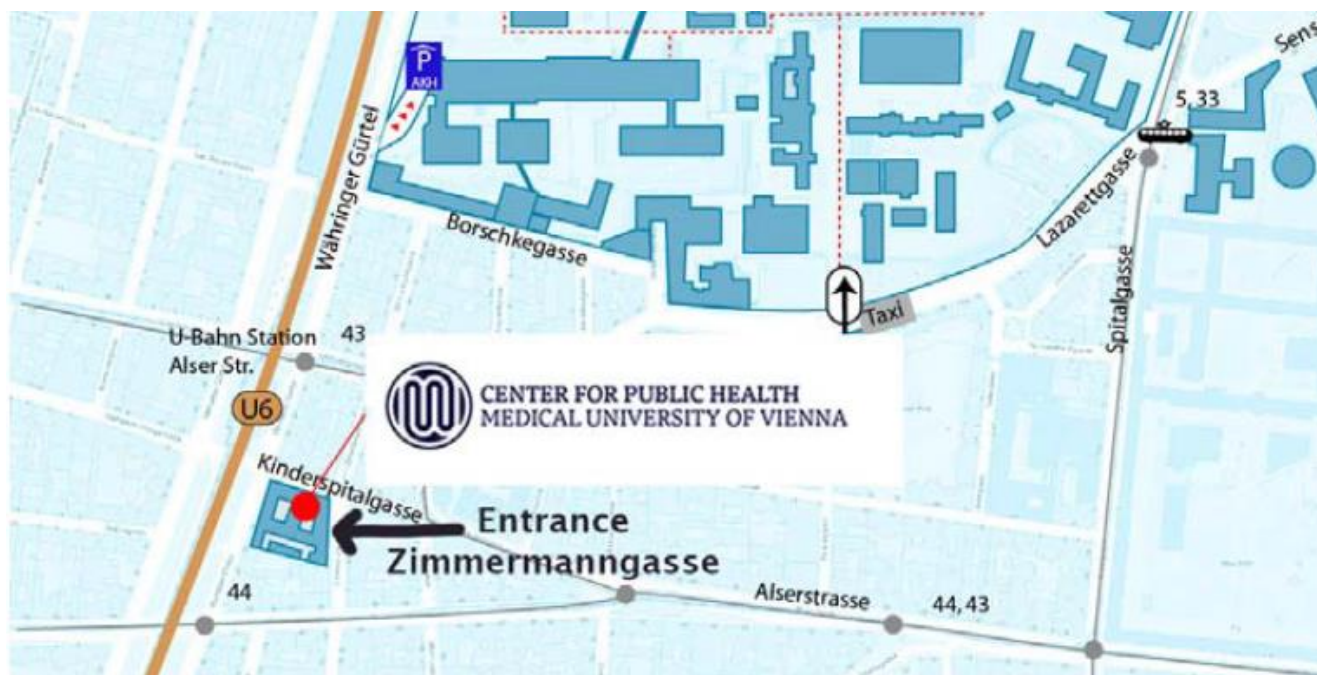 P
AKH
5, 33
Sens
Währinger Gürtel
Borschkegasse
Lazarettgasse
Spitalgasse
Taxi
U-Bahn Station
Alser Str.
43
U6
CENTER FOR PUBLIC HEALTH
MEDICAL UNIVERSITY OF VIENNA
Kinderspitalgasse
Entrance
Zimmermanngasse
44
Alserstrasse
44, 43